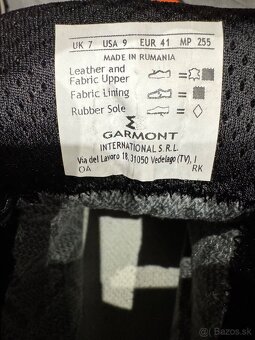 UK 7 USA 9 EUR 41 MP 255
MADE IN RUMANIA
Leather and
Fabric Upper
Fabric Lining
Rubber Sole
GARMONT
INTERNATIONAL S.R.L.
Via del Lavoro 18, 31050 Vedelago (TV), I
OA RK
Bazos.sk